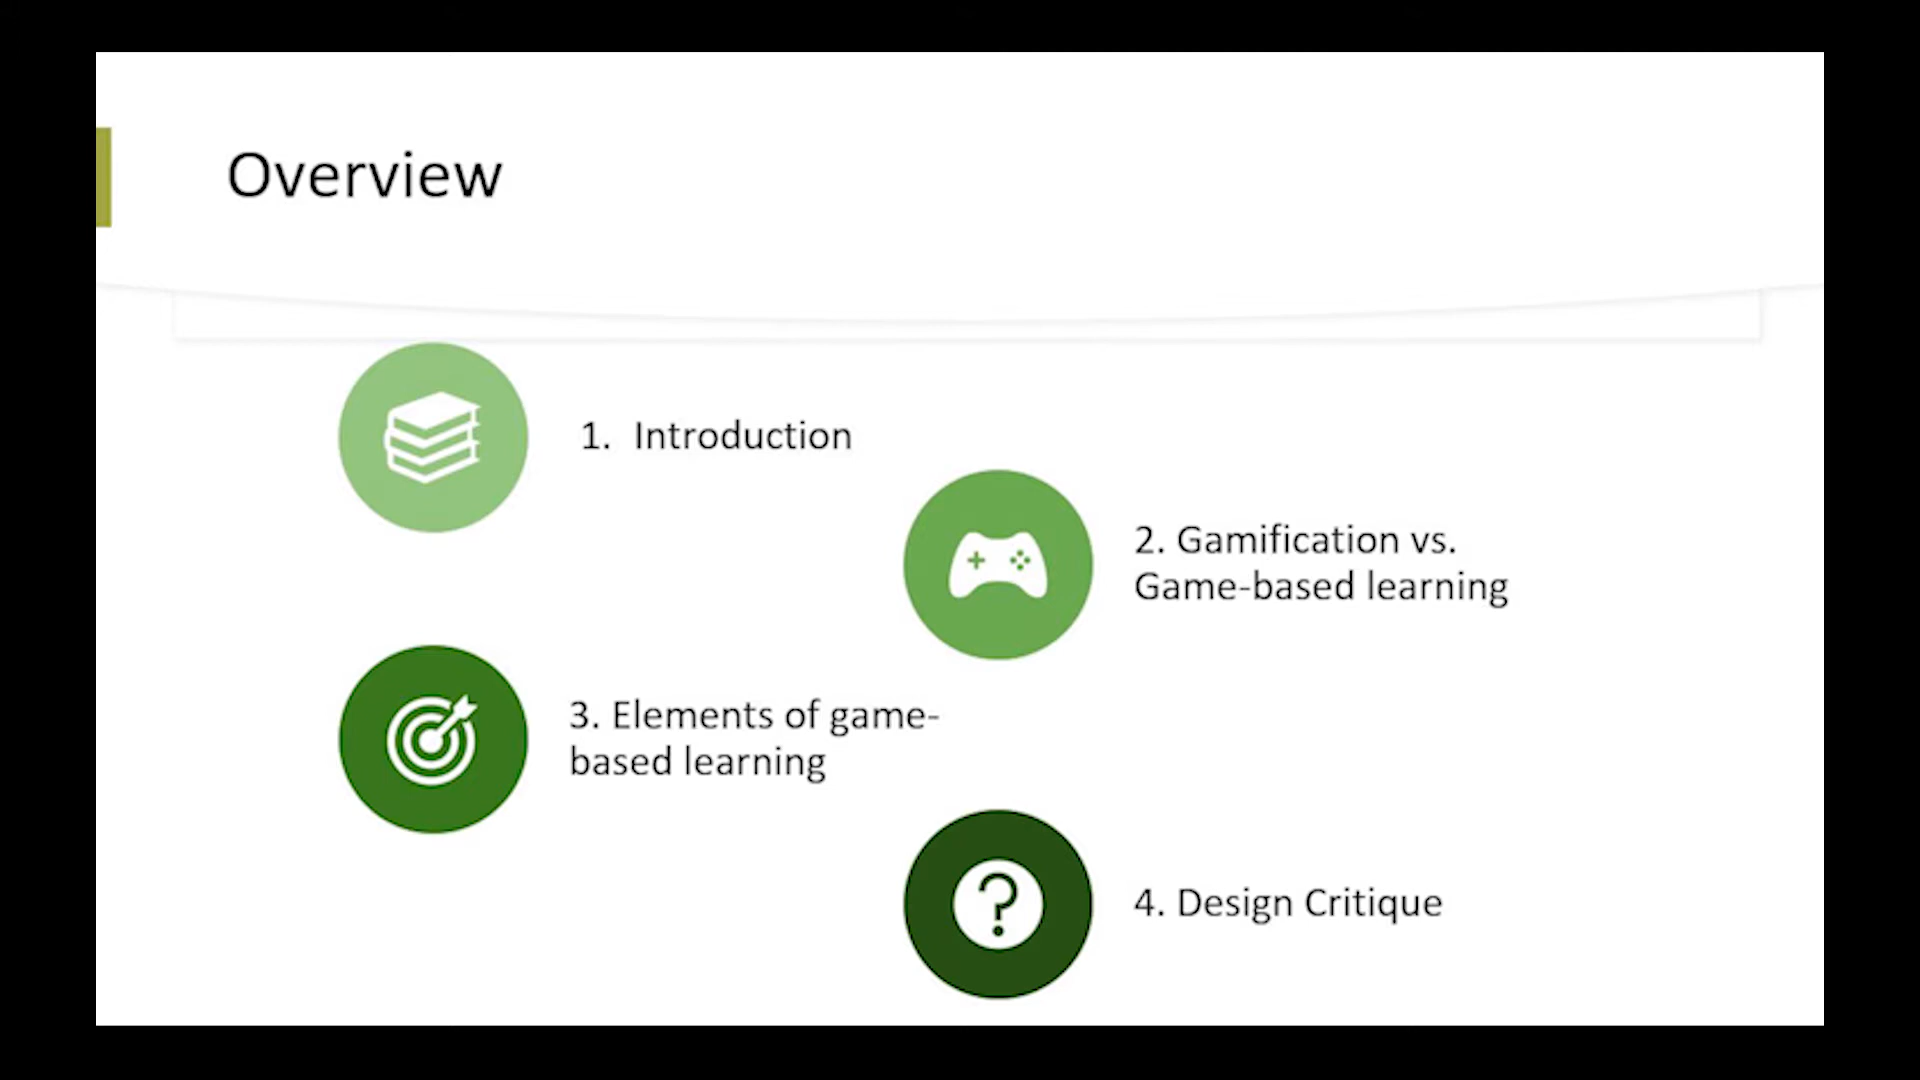 Overview
1. Introduction
2. Gamification vs.
Game-based learning
3. Elements of game-
based learning
4. Design Critique